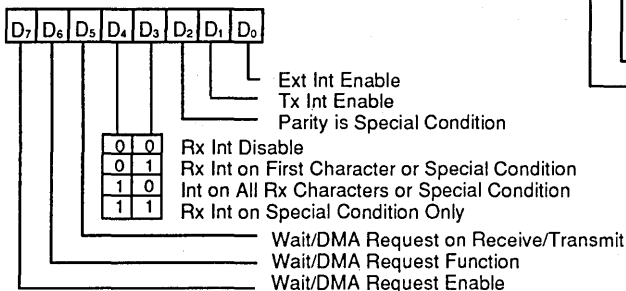 D7 D6 D5 D4 D3 D2 D1 D0
Ext Int Enable
Tx Int Enable
Parity is Special Condition
0 0 Rx Int Disable
0 1 Rx Int on First Character or Special Condition
1 0 Int on All Rx Characters or Special Condition
1 1 Rx Int on Special Condition Only
Wait/DMA Request on Receive/Transmit
Wait/DMA Request Function
Wait/DMA Request Enable